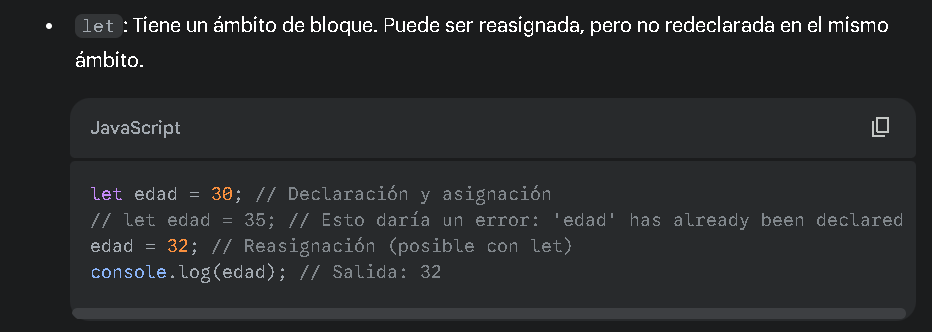 let: Tiene un ámbito de bloque. Puede ser reasignada, pero no redeclarada en el mismo
ámbito.
JavaScript
let edad = 30; // Declaración y asignación
// let edad = 35; // Esto daría un error: 'edad' has already been declared
edad = 32; // Reasignación (posible con let)
console.log(edad); // Salida: 32